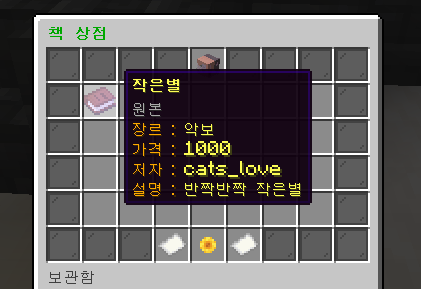 책 상점
작은별
원본
장르 : 악보
가격 : 1000
저자 : cats_love
설명 : 반짝반짝 작은별
보관함